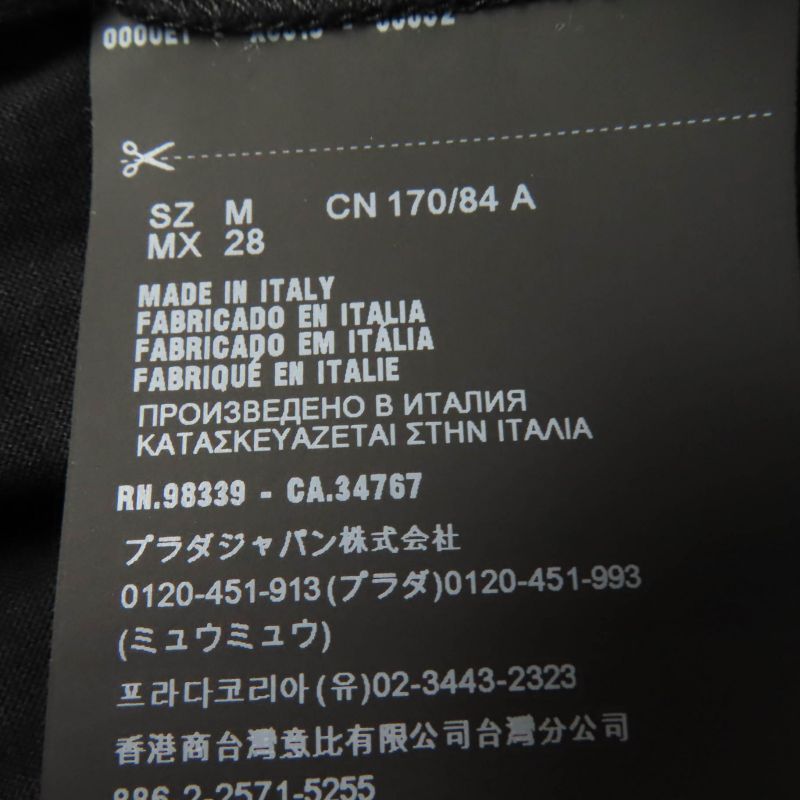 SZ M CN 170/84 A
MX 28
MADE IN ITALY
FABRICADO EN ITALIA
FABRICADO EM ITÁLIA
FABRIQUÉ EN ITALIE
ПРОИЗВЕДЕНО В ИТАЛИЯ
ΚΑΤΑΣΚΕΥΑΖΕΤΑΙ ΣΤΗΝ ΙΤΑΛΙΑ
RN.98339 - CA.34767
プラダジャパン株式会社
0120-451-913(プラダ)0120-451-993
(ミュウミュウ)
프라다코리아(유)02-3443-2323
香港商台灣意比有限公司台灣分公司
886 2-2571-5255